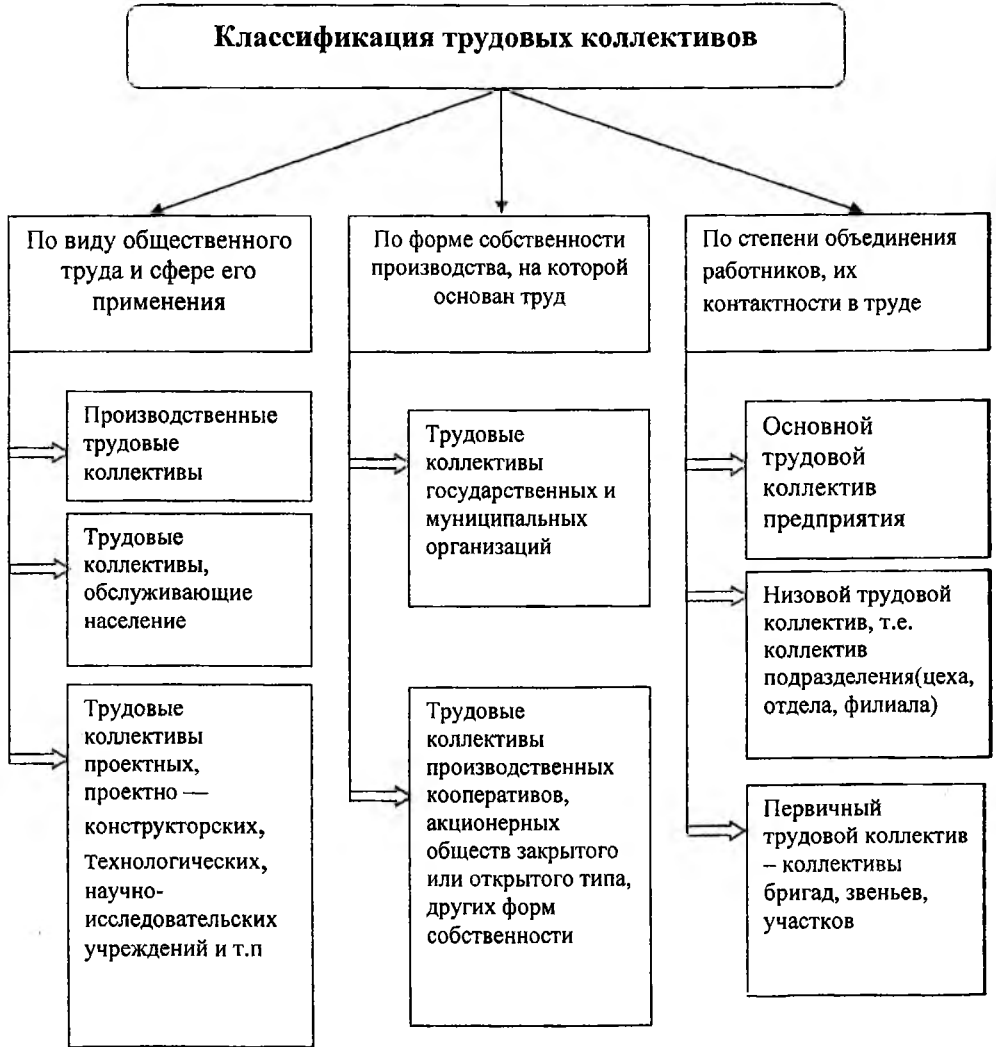 Классификация трудовых коллективов
По виду общественного
труда и сфере его
применения
Производственные
трудовые
коллективы
Трудовые
коллективы,
обслуживающие
население
Трудовые
коллективы
проектных,
проектно —
конструкторских,
технологических,
научно-
исследовательских
учреждений и т.п
По форме собственности
производства, на которой
основан труд
Трудовые
коллективы
государственных и
муниципальных
организаций
Трудовые
коллективы
производственных
кооперативов,
акционерных
обществ закрытого
или открытого типа,
других форм
собственности
По степени объединения
работников, их
контактности в труде
Основной
трудовой
коллектив
предприятия
Низовой трудовой
коллектив, т.е.
коллектив
подразделения(цеха,
отдела, филиала)
Первичный
трудовой коллектив
– коллективы
бригад, звеньев,
участков